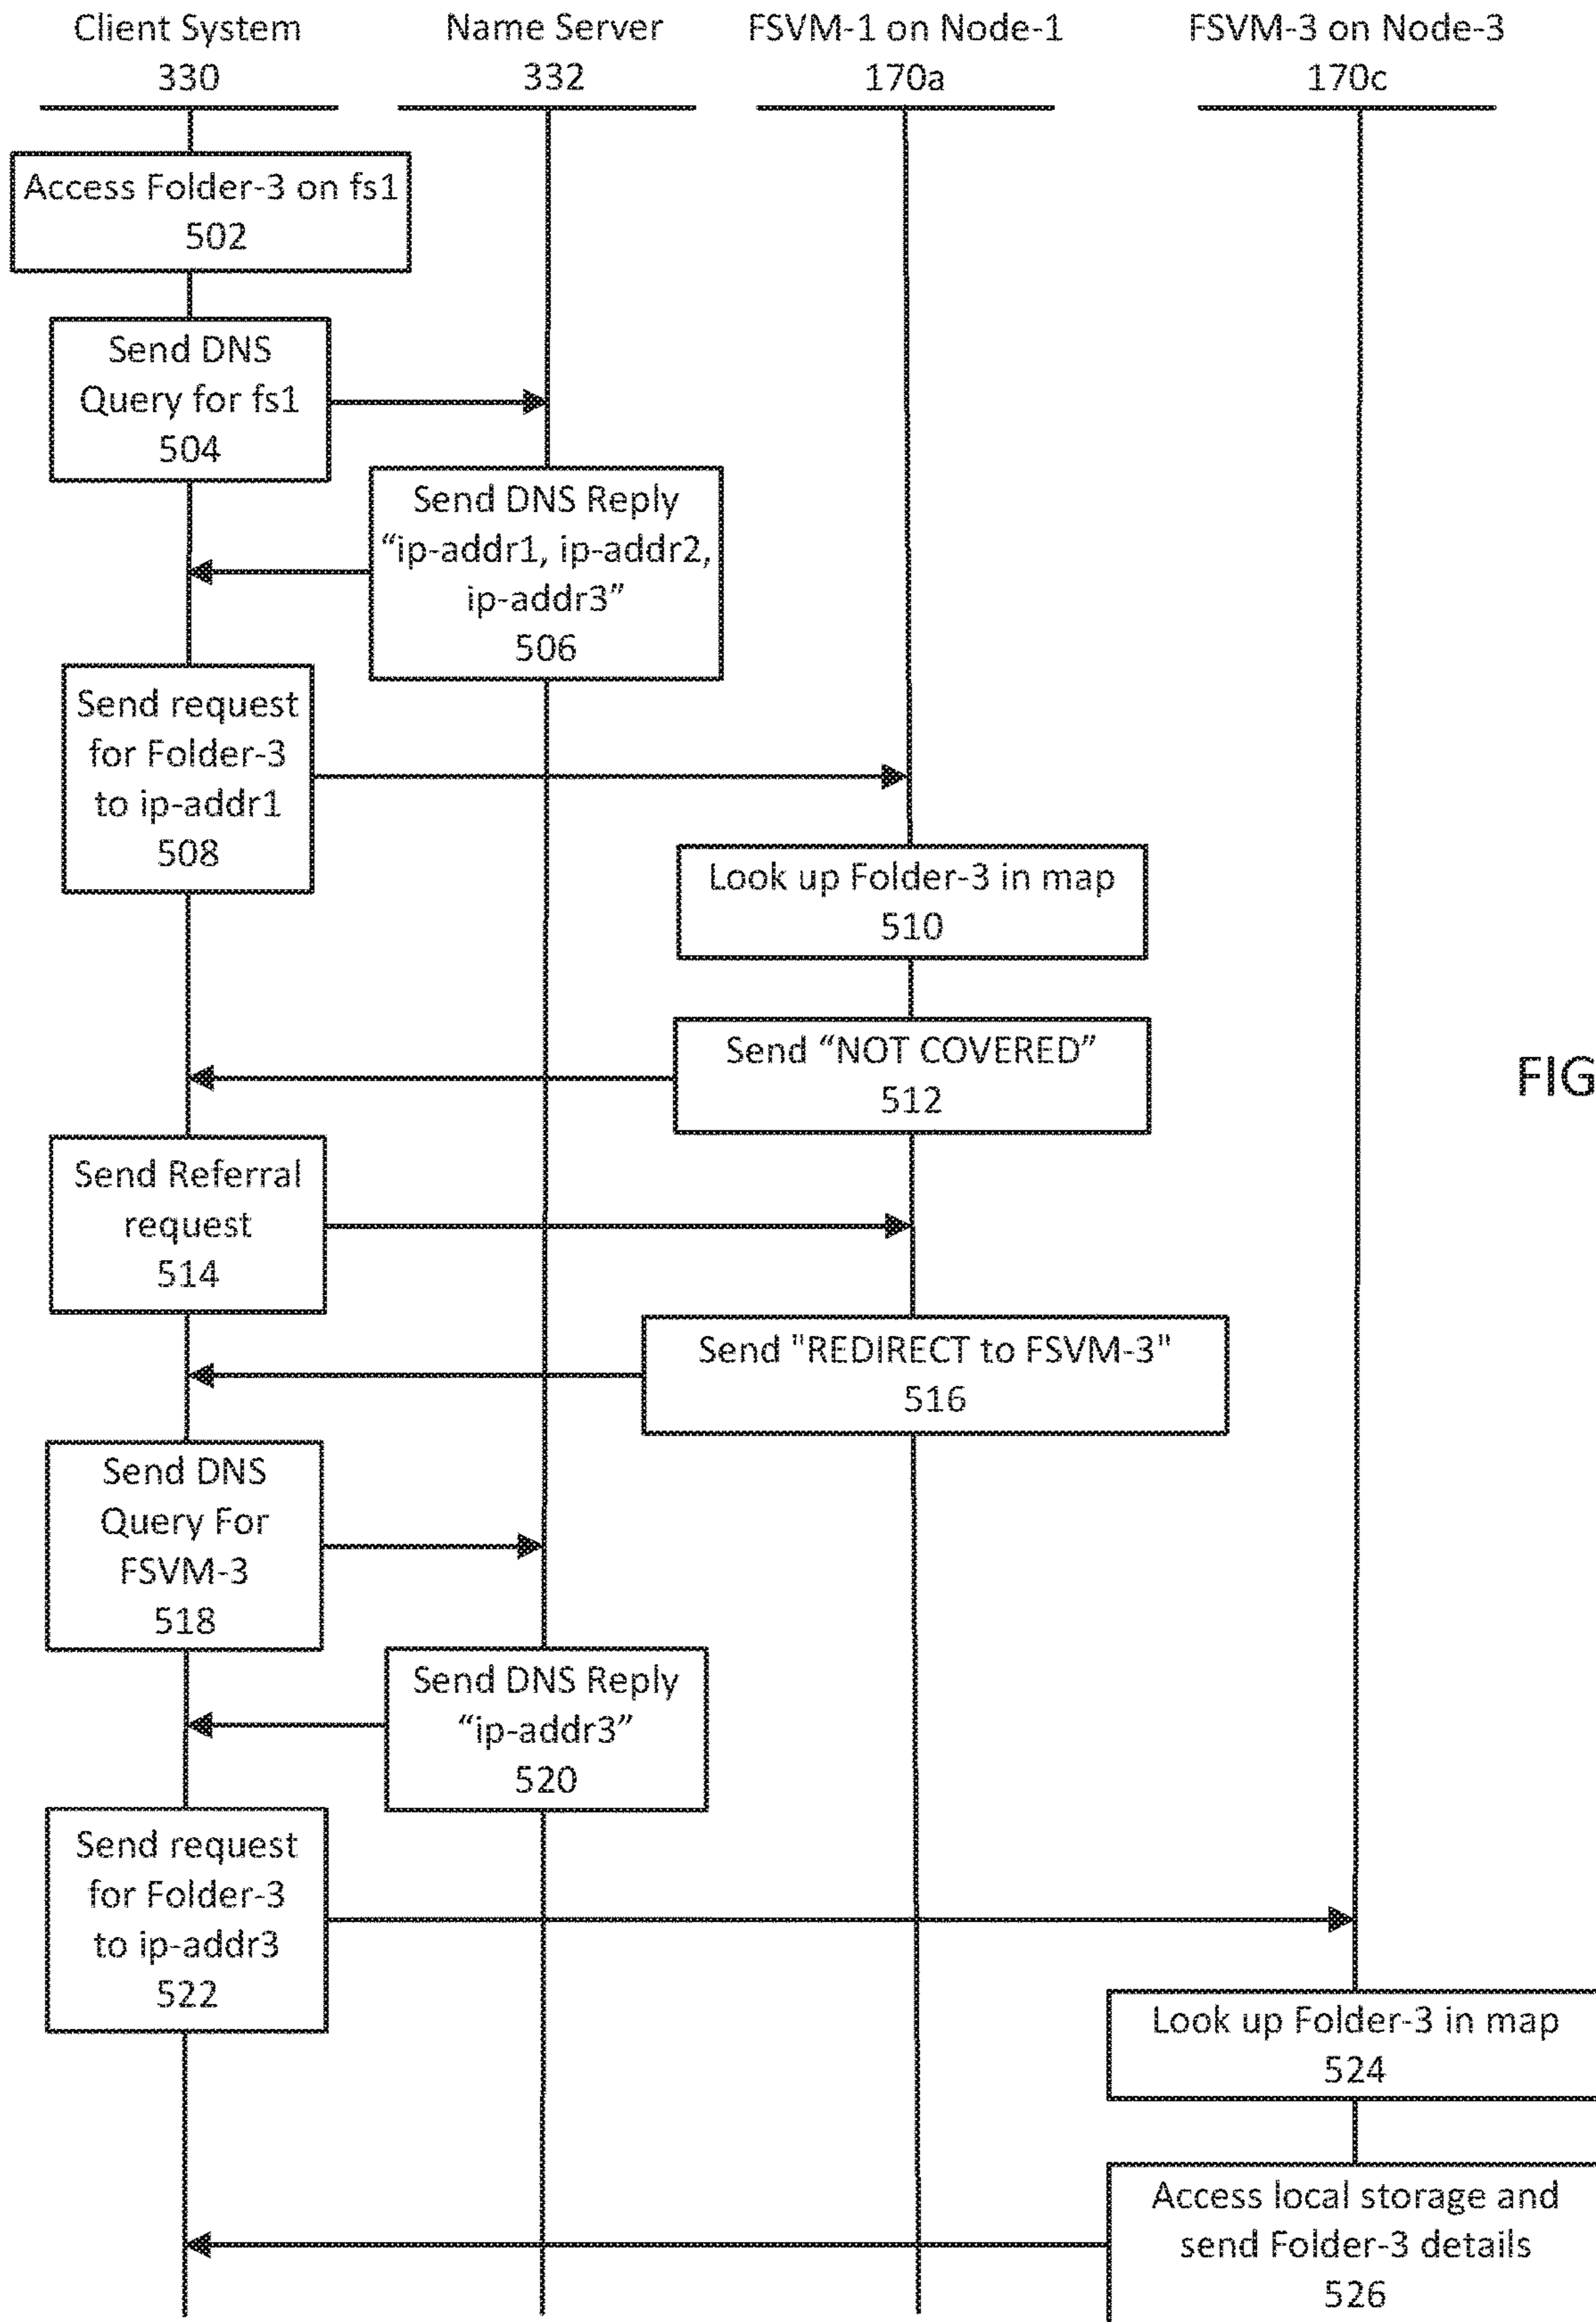 Client System
330
Name Server
332
FSVM-1 on Node-1
170a
FSVM-3 on Node-3
170c
Access Folder-3 on fs1
502
Send DNS
Query for fs1
504
Send DNS Reply
“ip-addr1, ip-addr2,
ip-addr3”
506
Send request
for Folder-3
to ip-addr1
508
Look up Folder-3 in map
510
Send “NOT COVERED”
512
FIG
Send Referral
request
514
Send "REDIRECT to FSVM-3"
516
Send DNS
Query For
FSVM-3
518
Send DNS Reply
“ip-addr3”
520
Send request
for Folder-3
to ip-addr3
522
Look up Folder-3 in map
524
Access local storage and
send Folder-3 details
526